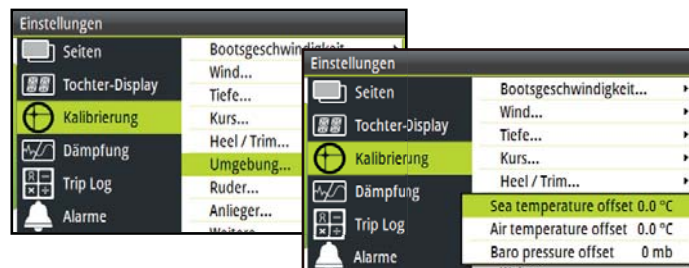 Einstellungen
Seiten
Tochter-Display
Kalibrierung
Dämpfung
Trip Log
Alarme
Wind...
Tiefe...
Kurs...
Heel / Trim...
Umgebung...
Ruder...
Anlieger...
Einstellungen
Seiten
Tochter-Display
Kalibrierung
Dämpfung
Trip Log
Alarme
Bootsgeschwindigkeit...
Wind...
Tiefe...
Kurs...
Heel / Trim...
Sea temperature offset 0.0 °C
Air temperature offset 0.0 °C
Baro pressure offset 0 mb